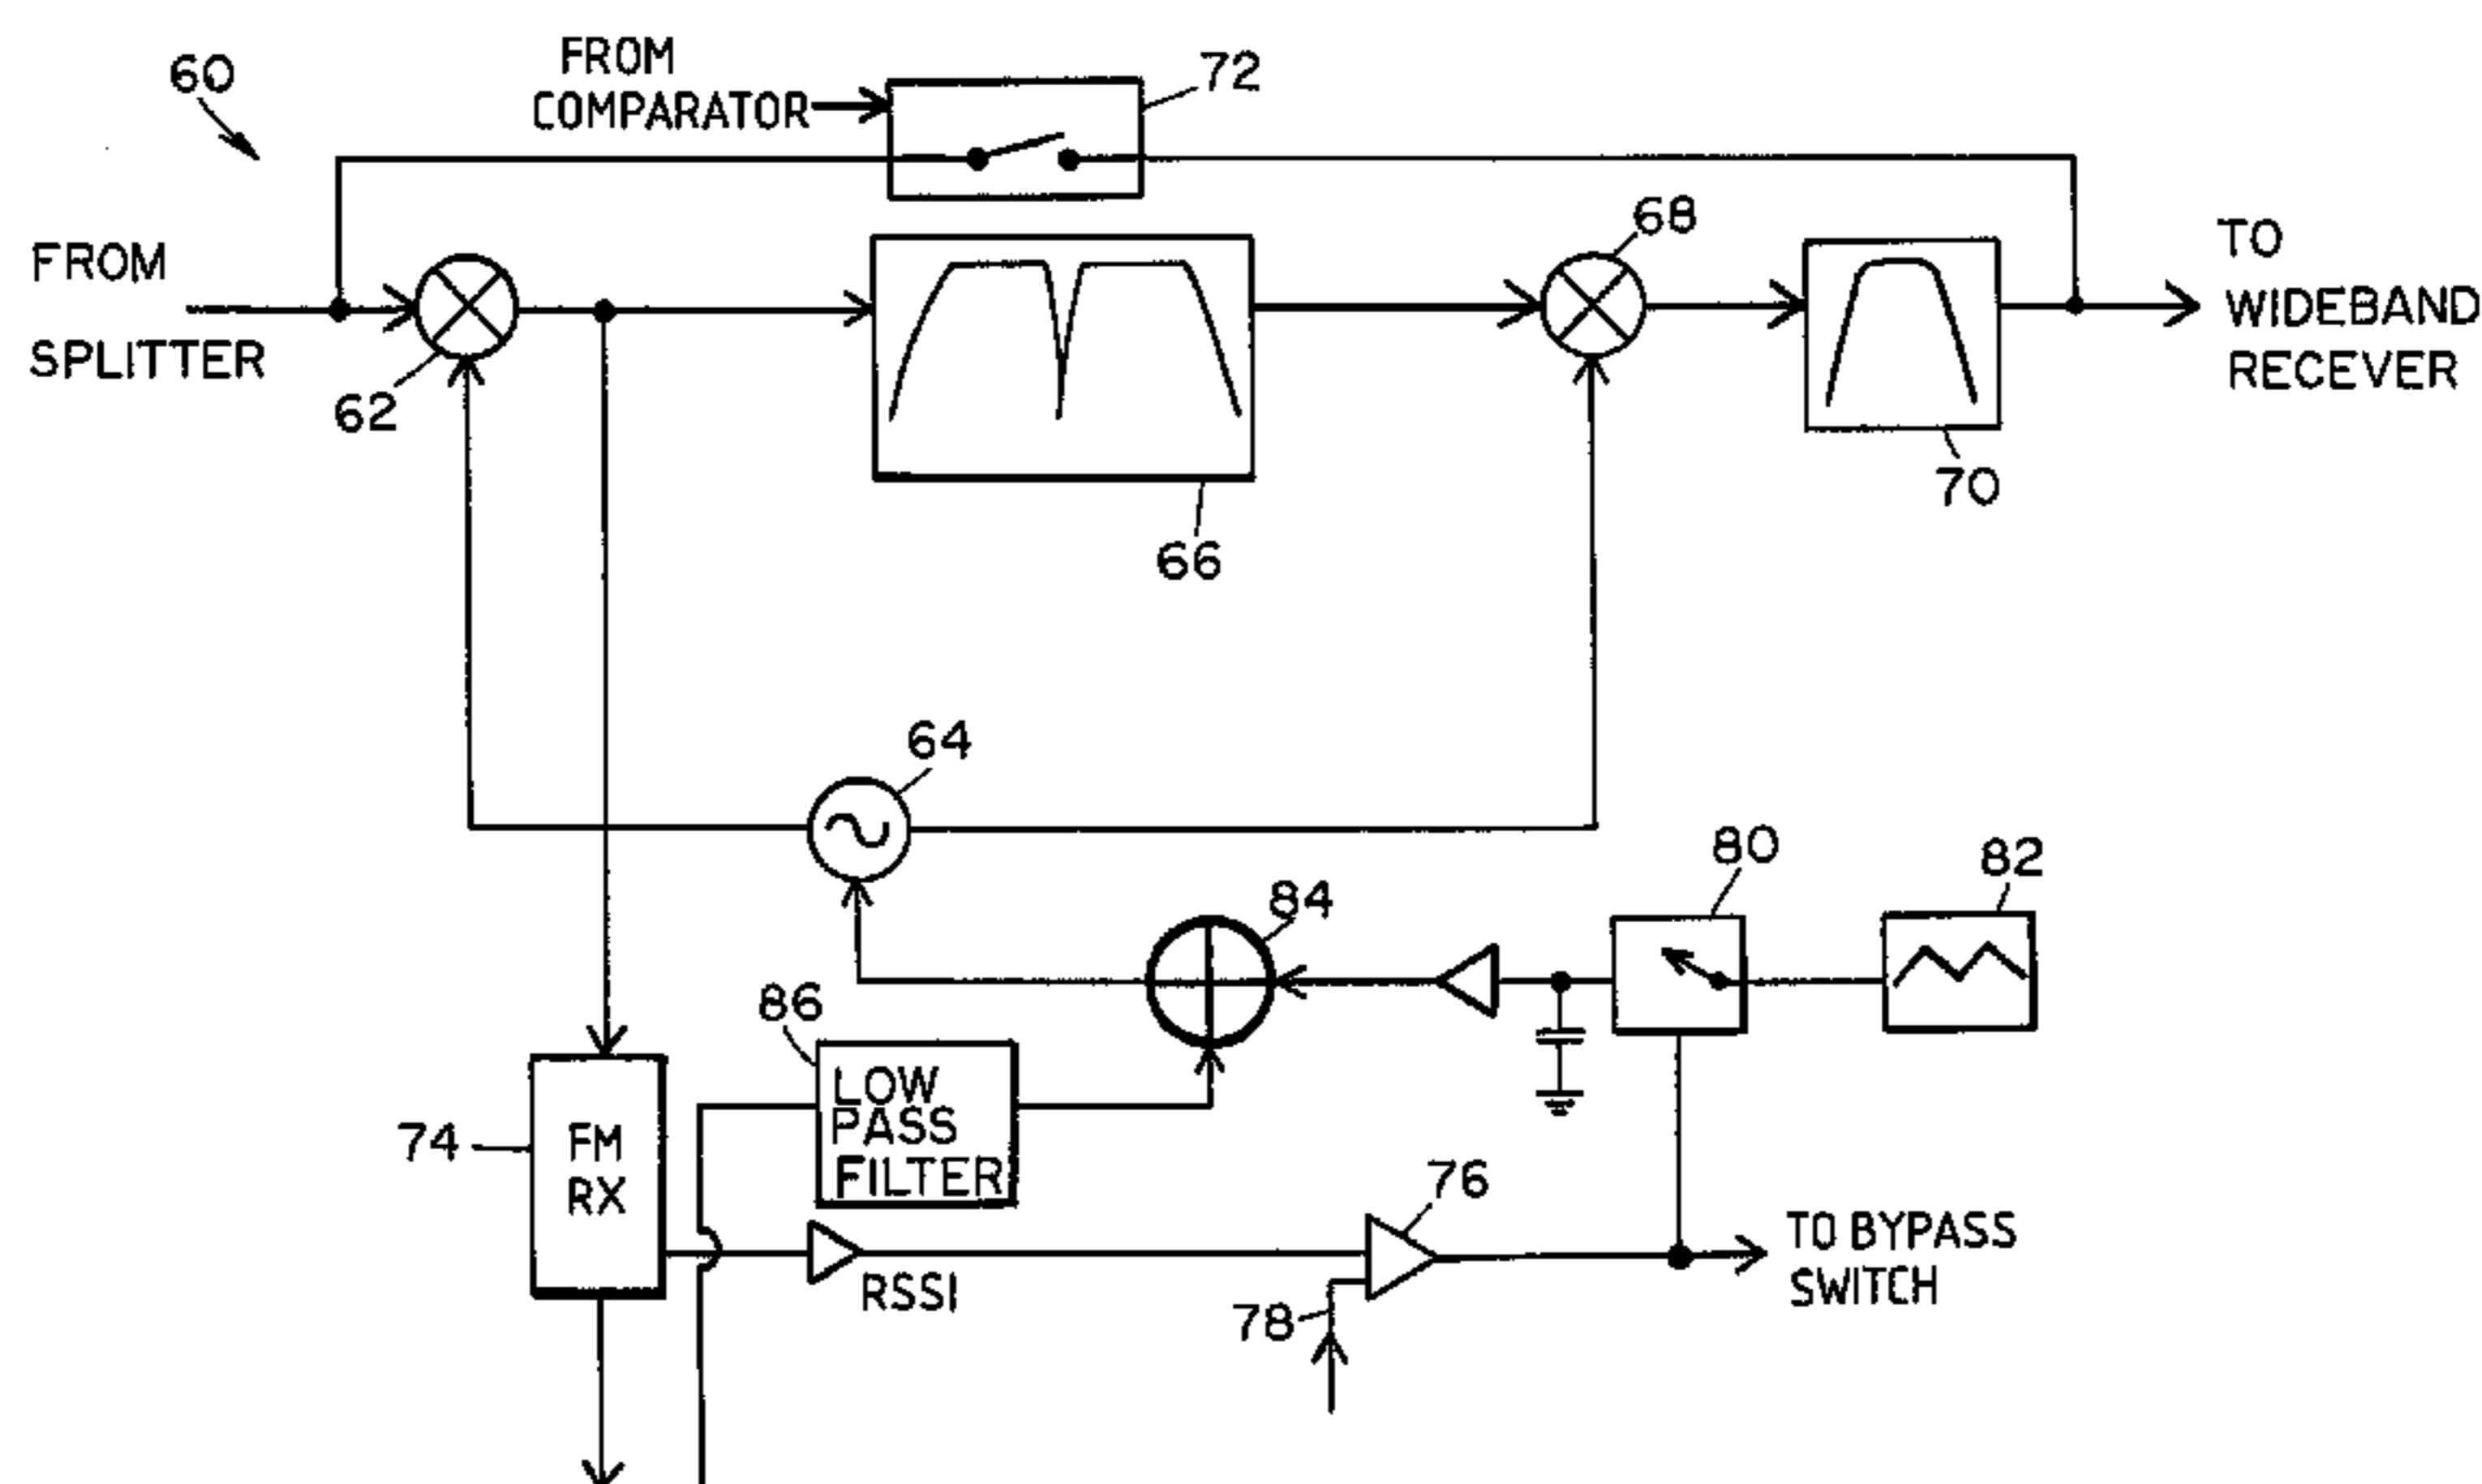 60
FROM
COMPARATOR
72
FROM
SPLITTER
62
66
68
70
TO
WIDEBAND
RECEVER
64
80
82
84
86
LOW
PASS
FILTER
74
FM
RX
RSSI
76
78
TO BYPASS
SWITCH